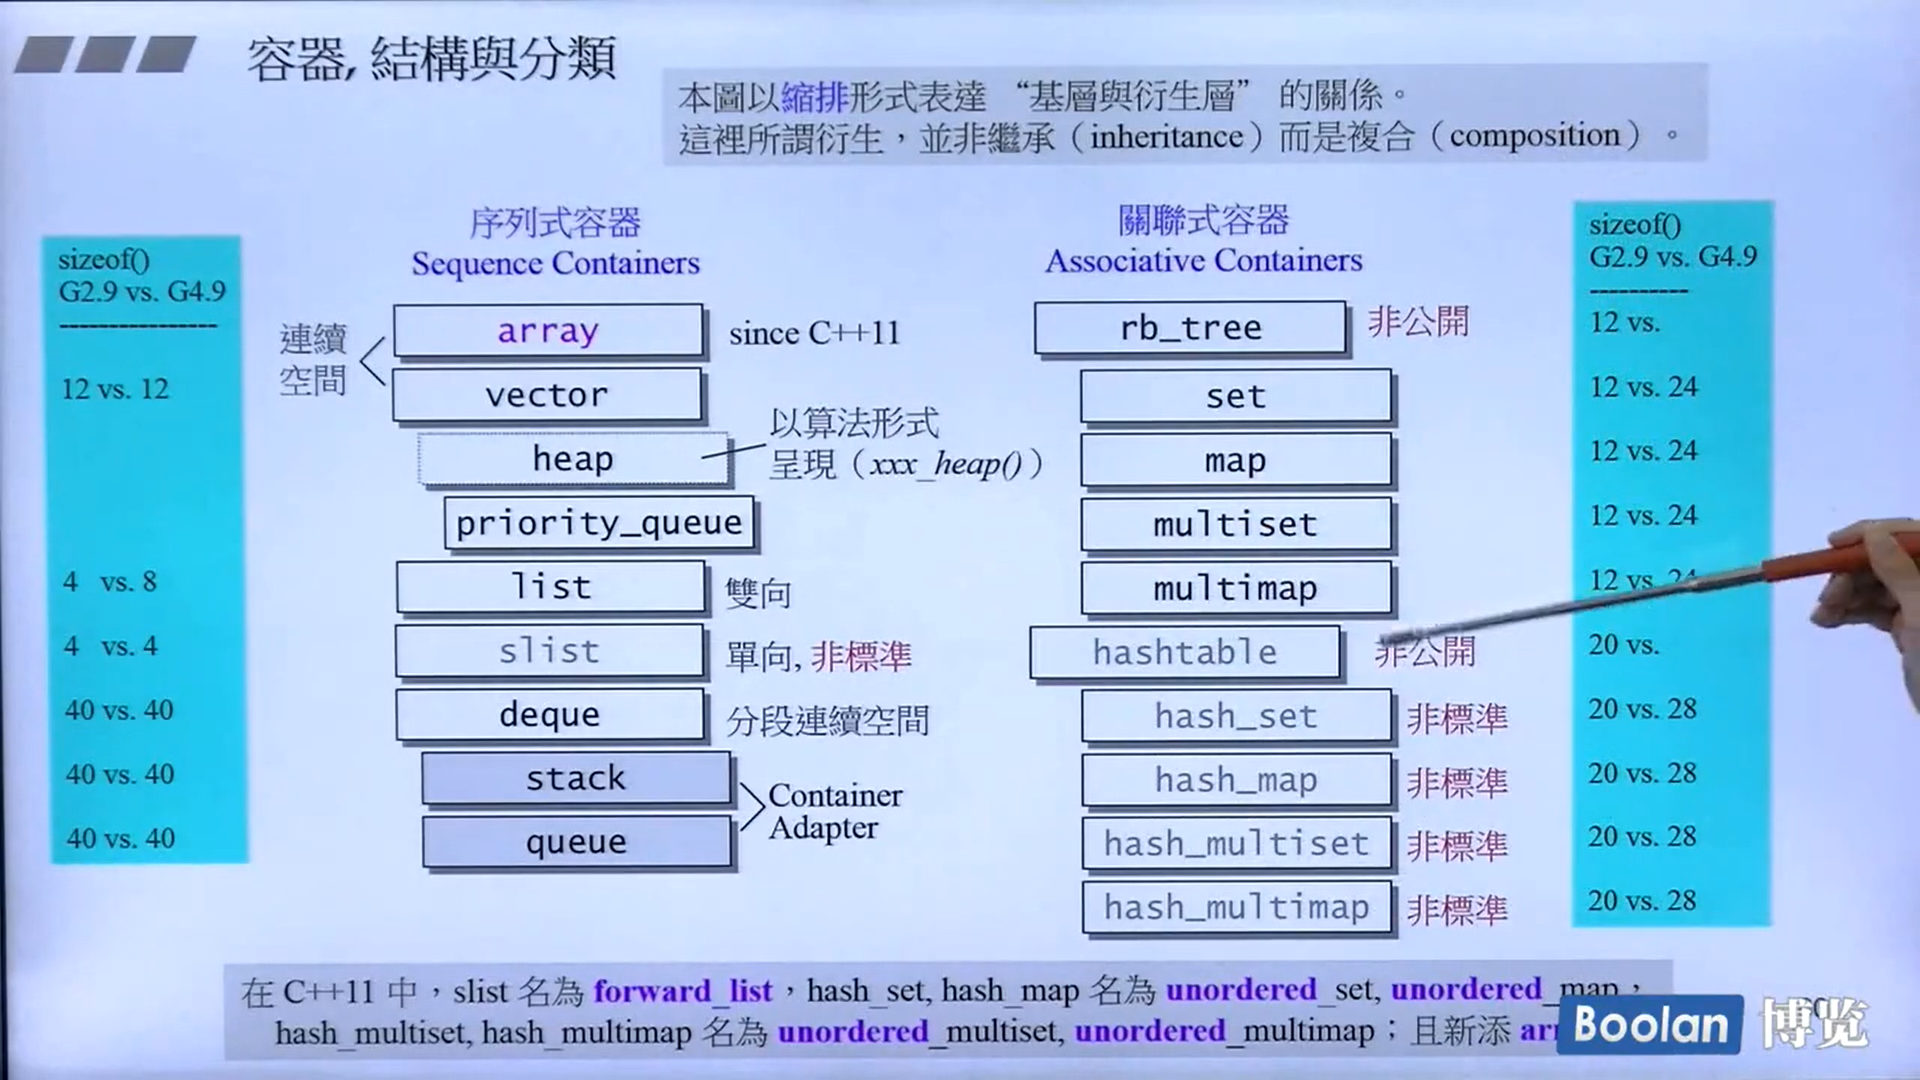 容器, 結構與分類
本圖以縮排形式表達 “基層與衍生層” 的關係。
這裡所謂衍生，並非繼承（inheritance）而是複合（composition）。
sizeof()
G2.9 vs. G4.9
----------------
12 vs. 12
4 vs. 8
4 vs. 4
40 vs. 40
40 vs. 40
40 vs. 40
序列式容器
Sequence Containers
連續
空間
array
since C++11
vector
heap
以算法形式
呈現（xxx_heap()）
priority_queue
list
雙向
slist
單向, 非標準
deque
分段連續空間
stack
queue
Container
Adapter
關聯式容器
Associative Containers
rb_tree
非公開
set
map
multiset
multimap
hashtable
非公開
hash_set
非標準
hash_map
非標準
hash_multiset
非標準
hash_multimap
非標準
sizeof()
G2.9 vs. G4.9
----------
12 vs.
12 vs. 24
12 vs. 24
12 vs. 24
12 vs. 24
20 vs.
20 vs. 28
20 vs. 28
20 vs. 28
20 vs. 28
在 C++11 中，slist 名為 forward_list，hash_set, hash_map 名為 unordered_set, unordered_map，
hash_multiset, hash_multimap 名為 unordered_multiset, unordered_multimap；且新添
Boolan 博览